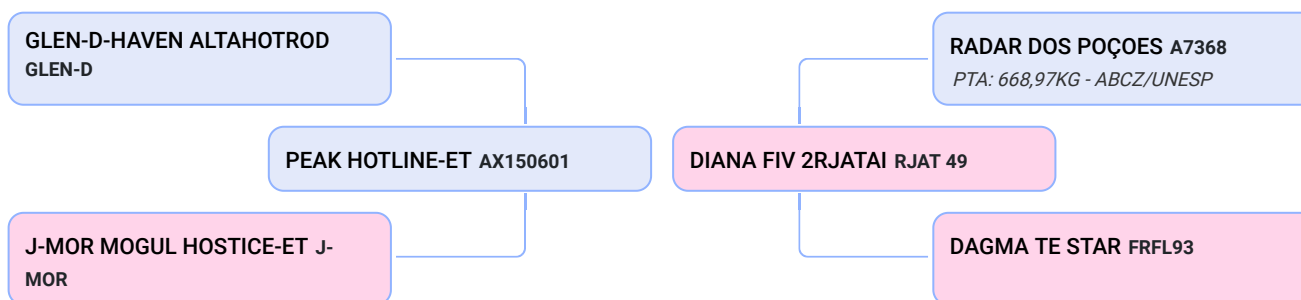 GLEN-D-HAVEN ALTAHOTROD
GLEN-D
RADAR DOS POÇOES A7368
PTA: 668,97KG - ABCZ/UNESP
PEAK HOTLINE-ET AX150601
DIANA FIV 2RJATAI RJAT 49
J-MOR MOGUL HOSTICE-ET J-
MOR
DAGMA TE STAR FRFL93